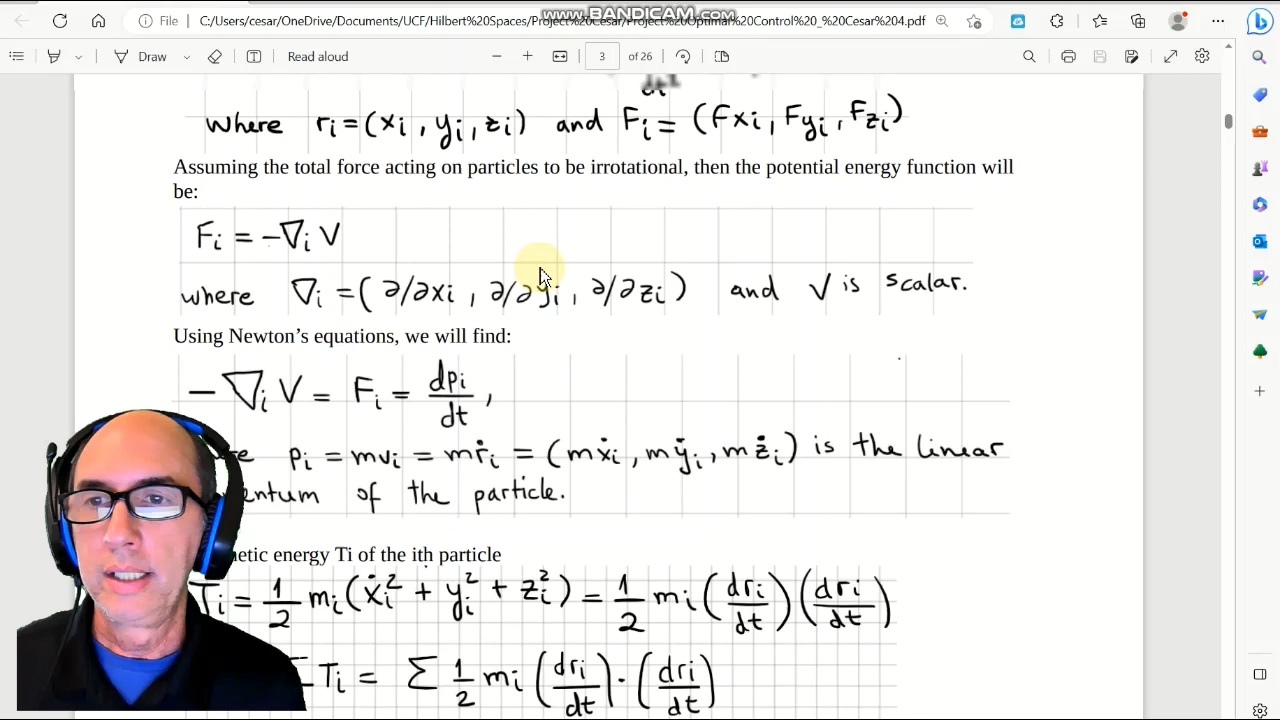 www.BANDICAM.com
File C:/Users/cesar/OneDrive/Documents/UCF/Hilbert%20Spaces/Project%20Cesar/Project%20Optimal%20Control%20_%20Cesar%204.pdf
Draw Read aloud 3 of 26
where ri = (xi, yi, zi) and Fi = (Fxi, Fyi, Fzi)
Assuming the total force acting on particles to be irrotational, then the potential energy function will
be:
Fi = -∇i V
where ∇i = (∂/∂xi, ∂/∂yi, ∂/∂zi) and V is scalar.
Using Newton’s equations, we will find:
- ∇i V = Fi = dpi/dt,
pi = mvi = mṙi = (mẋi, mẏi, mżi) is the linear
of the particle.
energy Ti of the ith particle
Ti = 1/2 mi(ẋi² + yi² + zi²) = 1/2 mi (dri/dt)(dri/dt)
Ti = Σ 1/2 mi (dri/dt) · (dri/dt)